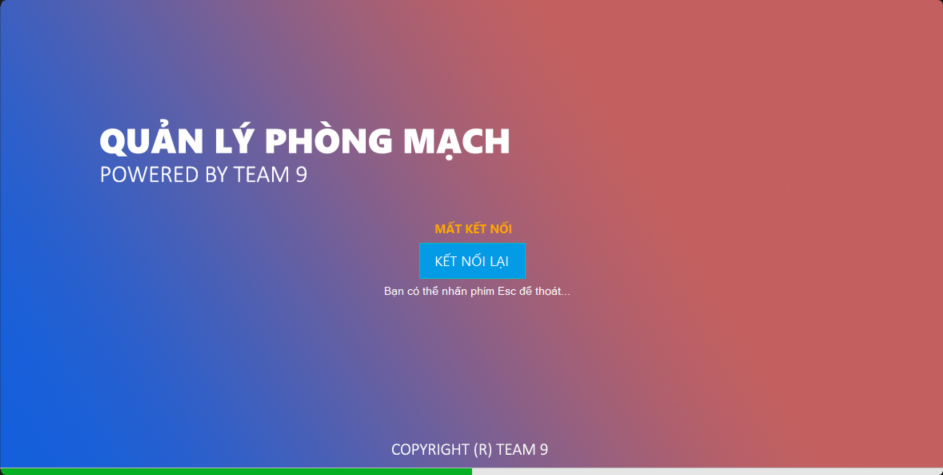 QUẢN LÝ PHÒNG MẠCH
POWERED BY TEAM 9
MẤT KẾT NỐI
KẾT NỐI LẠI
Bạn có thể nhấn phím Esc để thoát...
COPYRIGHT (R) TEAM 9